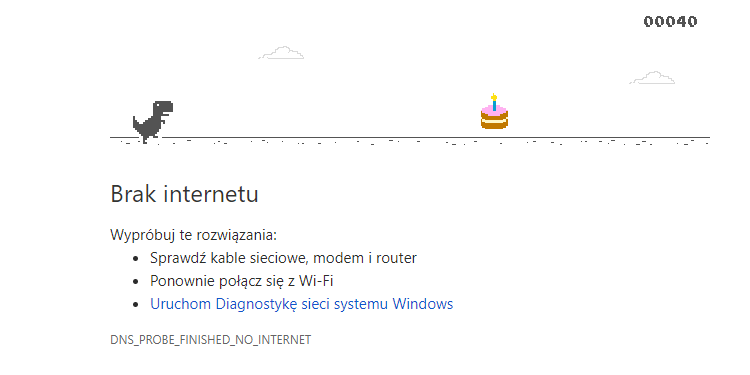 00040
Brak internetu
Wypróbuj te rozwiązania:
• Sprawdź kable sieciowe, modem i router
• Ponownie połącz się z Wi-Fi
• Uruchom Diagnostykę sieci systemu Windows
DNS_PROBE_FINISHED_NO_INTERNET